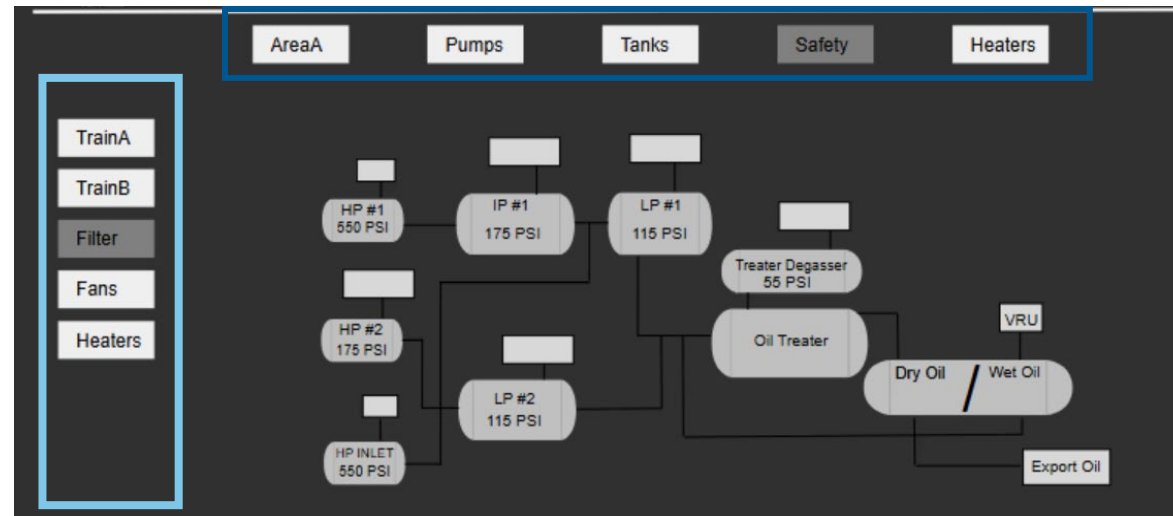 AreaA
Pumps
Tanks
Safety
Heaters
TrainA
TrainB
Filter
Fans
Heaters
HP #1
550 PSI
IP #1
175 PSI
LP #1
115 PSI
Treater Degasser
55 PSI
HP #2
175 PSI
Oil Treater
VRU
LP #2
115 PSI
Dry Oil
/
Wet Oil
HP INLET
550 PSI
Export Oil